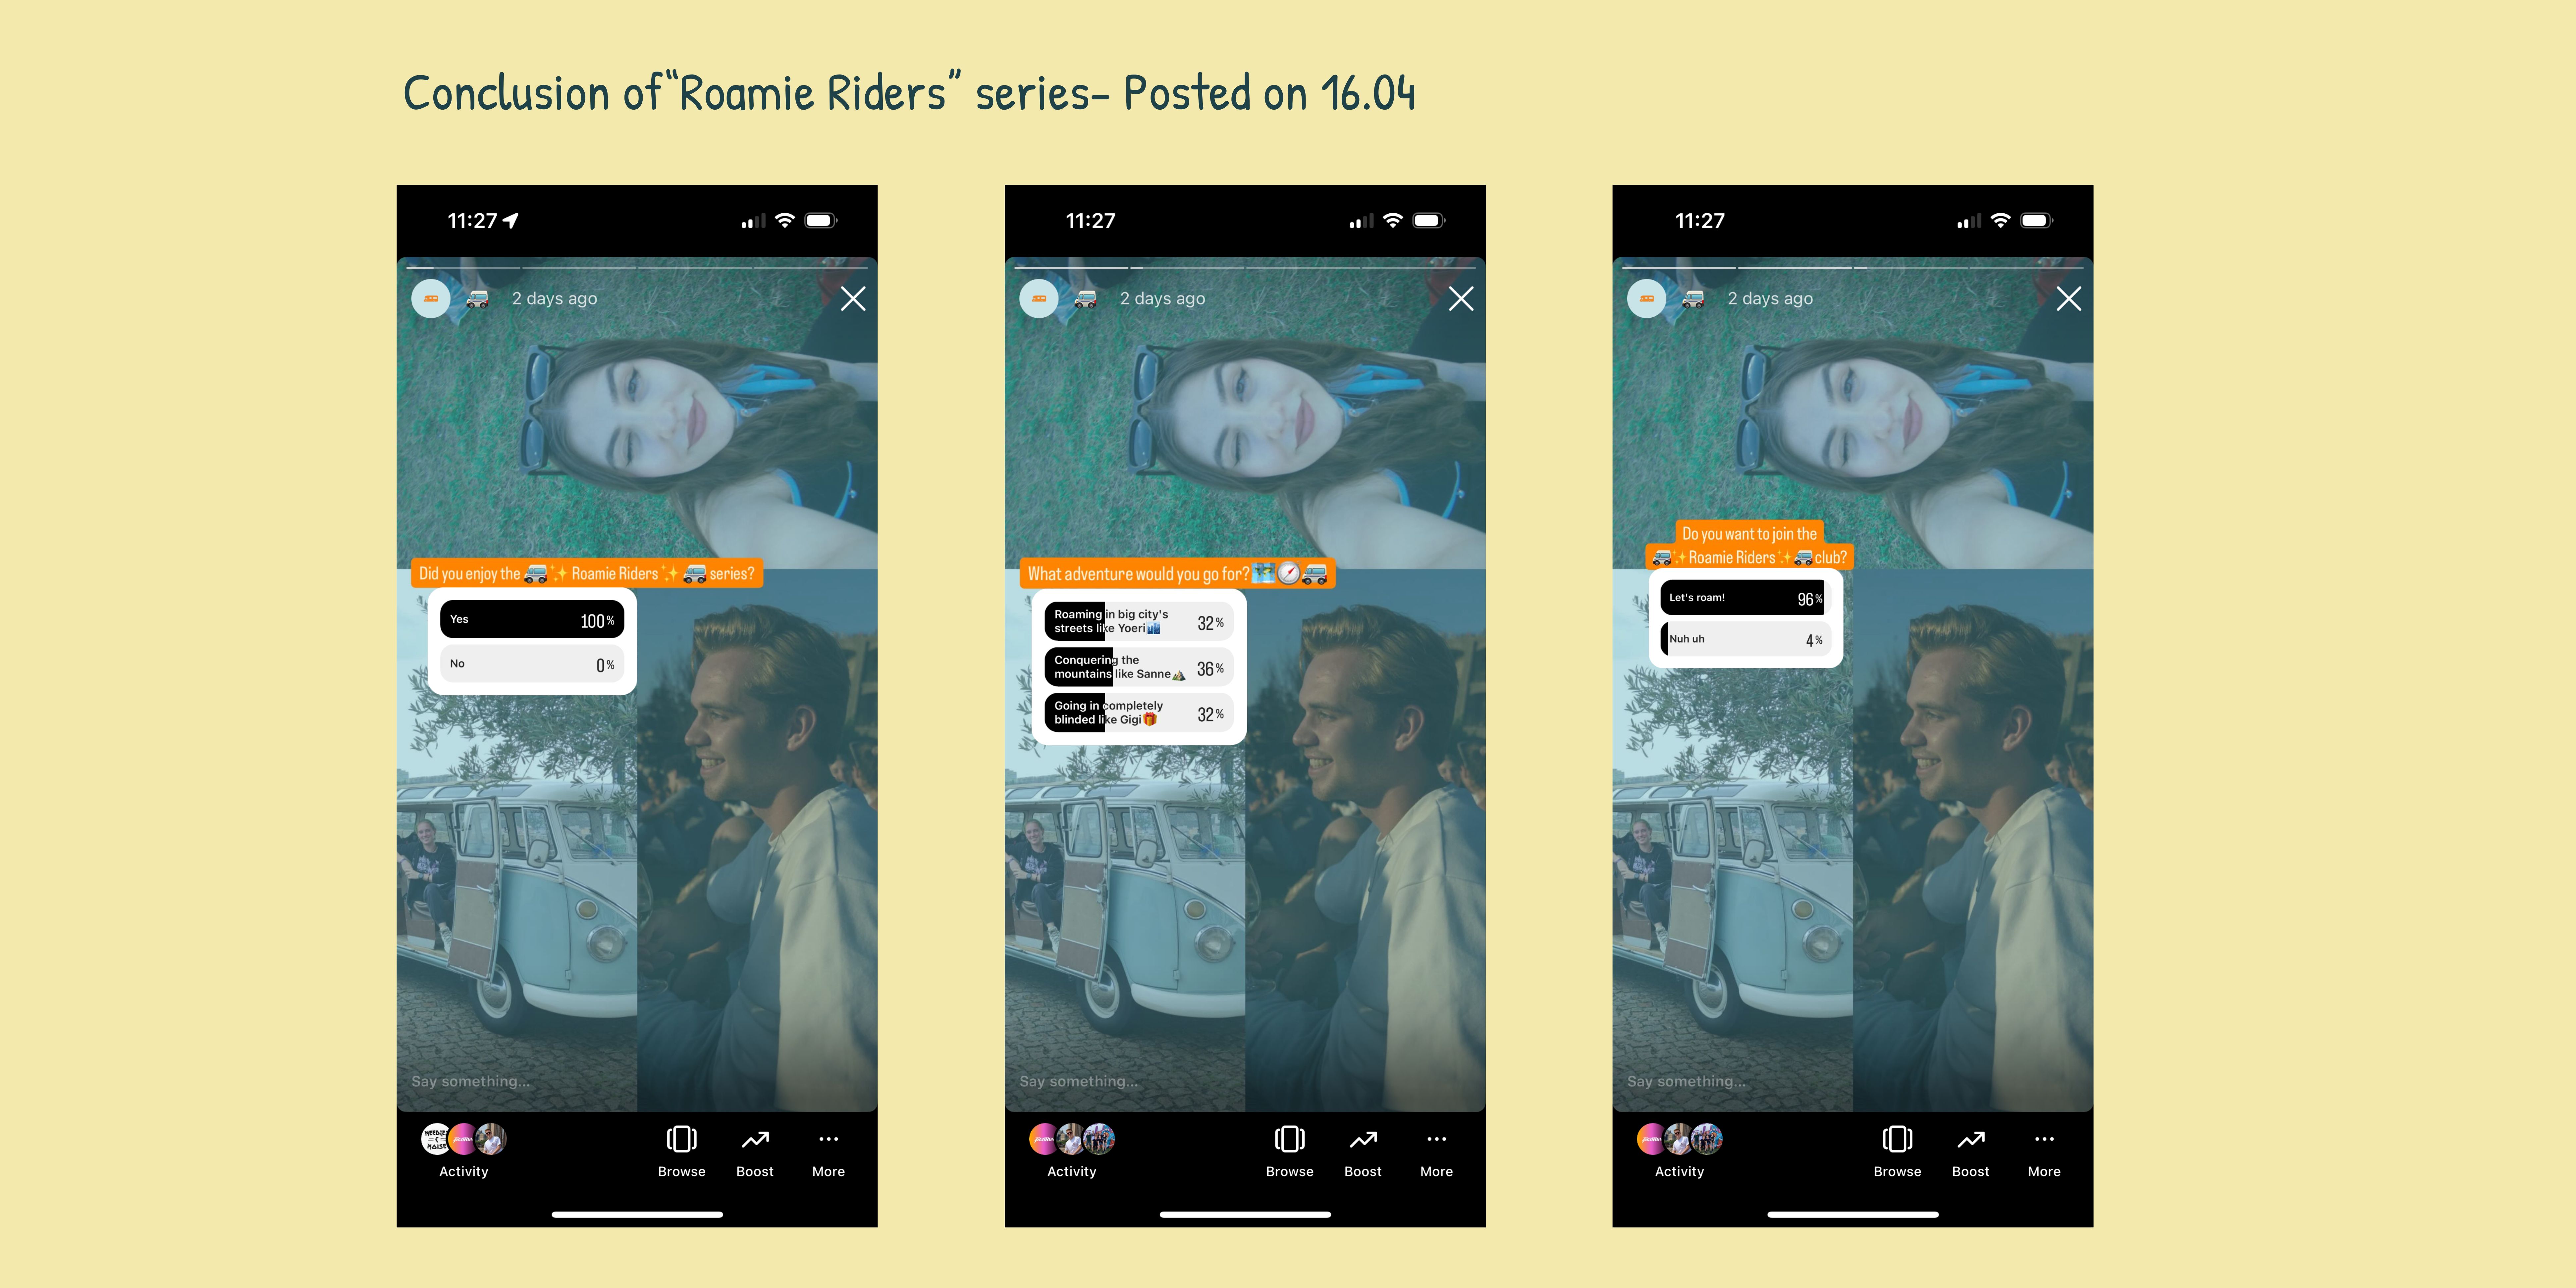 Conclusion of “Roamie Riders” series- Posted on 16.04
11:27
2 days ago
Did you enjoy the 🚐✨ Roamie Riders✨ 🚐 series?
Yes 100%
No 0%
Say something...
Activity Browse Boost More
11:27
2 days ago
What adventure would you go for?🗺️🧭🚐
Roaming in big city's
streets like Yoeri🏙️ 32%
Conquering the
mountains like Sanne⛰️ 36%
Going in completely
blinded like Gigi🎁 32%
Say something...
Activity Browse Boost More
11:27
2 days ago
Do you want to join the
🚐✨Roamie Riders✨🚐club?
Let's roam! 96%
Nuh uh 4%
Say something...
Activity Browse Boost More